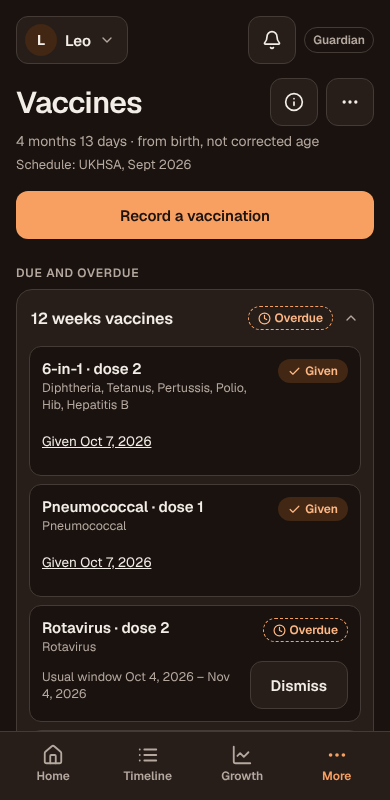 L Leo
Guardian
Vaccines
4 months 13 days · from birth, not corrected age
Schedule: UKHSA, Sept 2026
Record a vaccination
DUE AND OVERDUE
12 weeks vaccines
Overdue
6-in-1 · dose 2
Given
Diphtheria, Tetanus, Pertussis, Polio,
Hib, Hepatitis B
Given Oct 7, 2026
Pneumococcal · dose 1
Given
Pneumococcal
Given Oct 7, 2026
Rotavirus · dose 2
Overdue
Rotavirus
Usual window Oct 4, 2026 – Nov
4, 2026
Dismiss
Home
Timeline
Growth
More